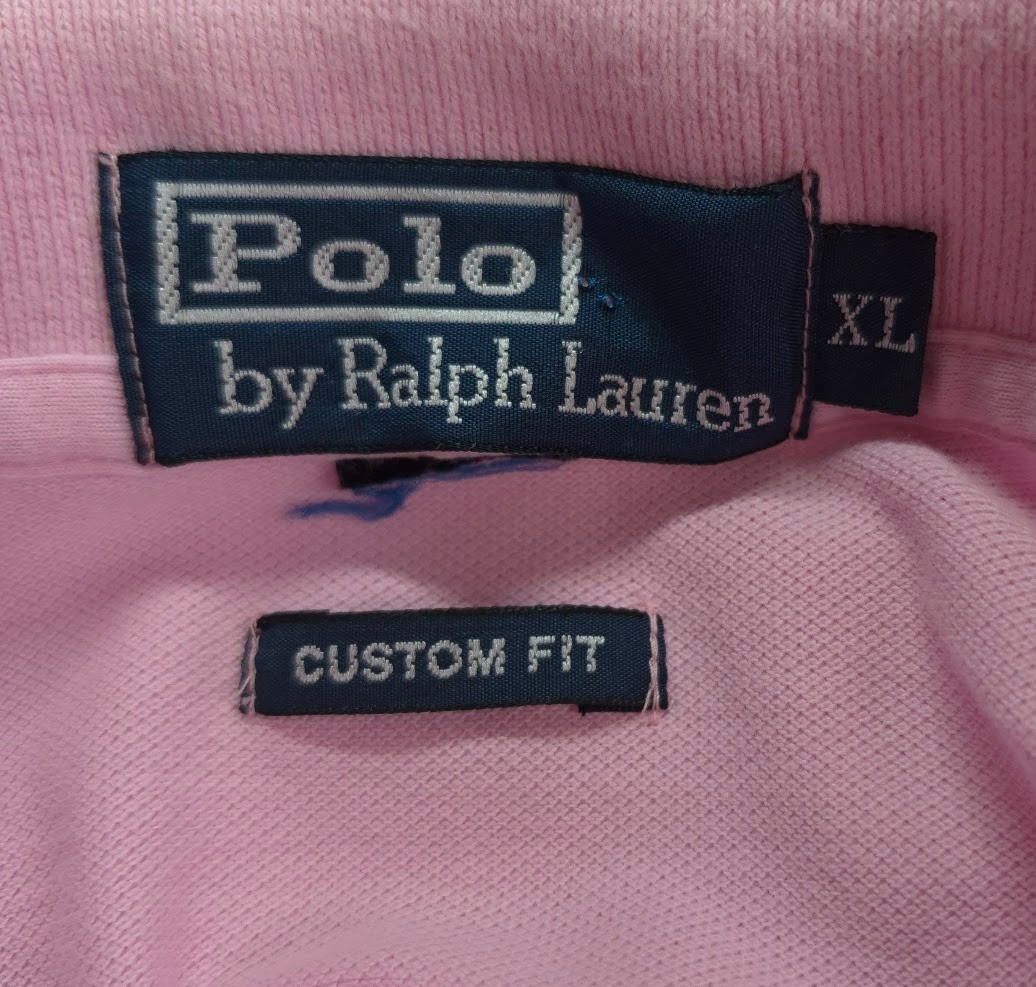 Polo
by Ralph Lauren
XL
CUSTOM FIT